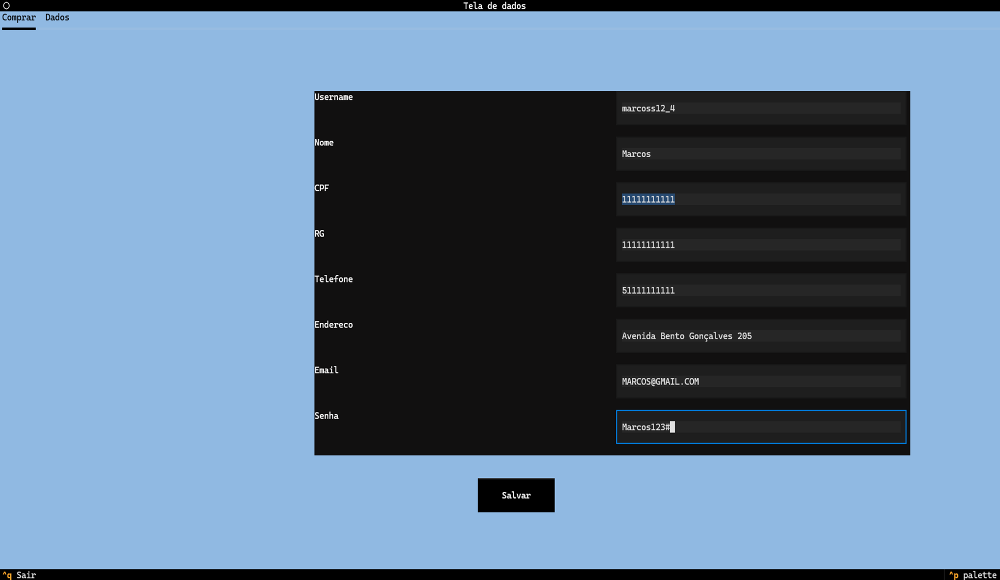 Tela de dados
Comprar Dados
Username
marcoss12_4
Nome
Marcos
CPF
11111111111
RG
11111111111
Telefone
51111111111
Endereco
Avenida Bento Gonçalves 205
Email
MARCOS@GMAIL.COM
Senha
Marcos123#
Salvar
^q Sair ^p palette